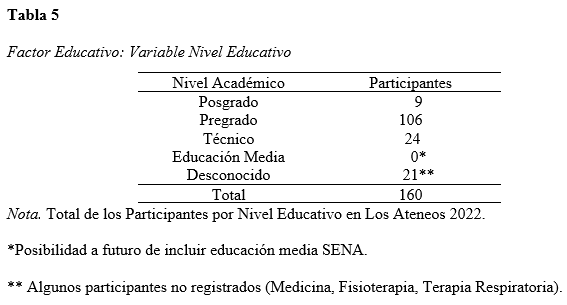 Tabla 5
Factor Educativo: Variable Nivel Educativo
Nivel Académico Participantes
Posgrado 9
Pregrado 106
Técnico 24
Educación Media 0*
Desconocido 21**
Total 160
Nota. Total de los Participantes por Nivel Educativo en Los Ateneos 2022.
*Posibilidad a futuro de incluir educación media SENA.
** Algunos participantes no registrados (Medicina, Fisioterapia, Terapia Respiratoria).